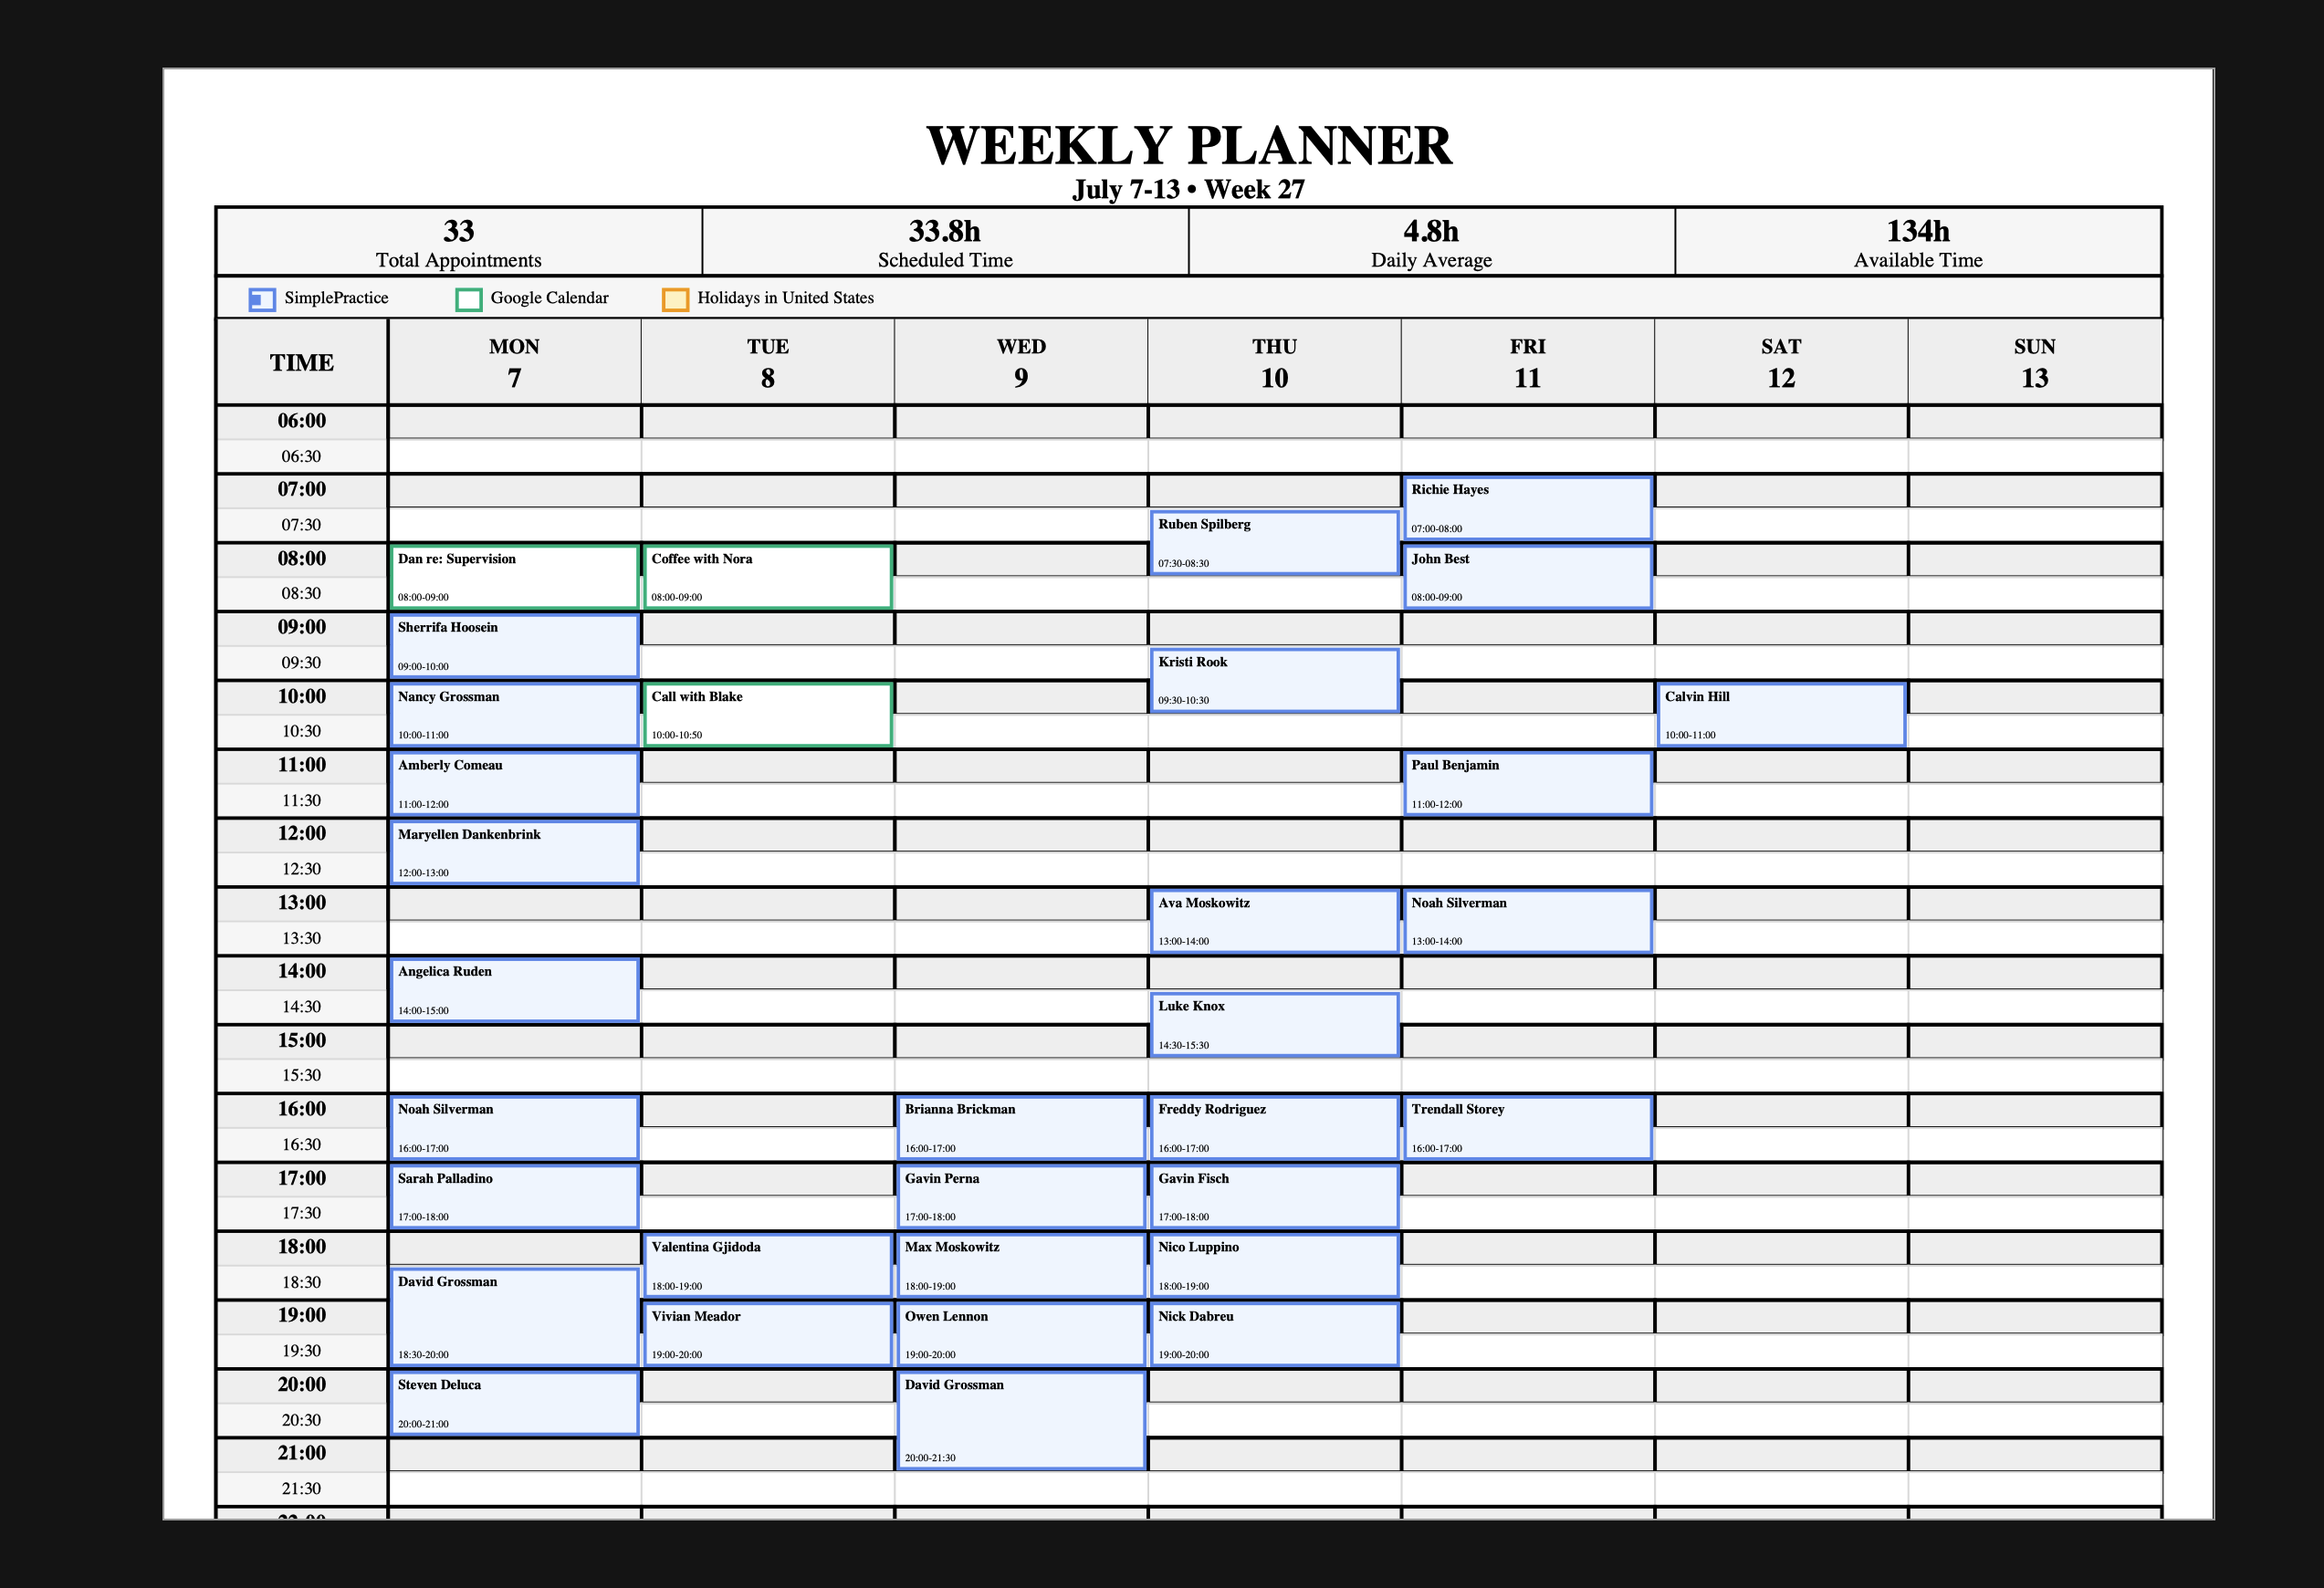 WEEKLY PLANNER
July 7-13 • Week 27
33 33.8h 4.8h 134h
Total Appointments Scheduled Time Daily Average Available Time
SimplePractice Google Calendar Holidays in United States
TIME MON TUE WED THU FRI SAT SUN
7 8 9 10 11 12 13
06:00
06:30
07:00 Richie Hayes
07:30 Ruben Spilberg 07:00-08:00
08:00 Dan re: Supervision Coffee with Nora 07:30-08:30 John Best
08:30 08:00-09:00 08:00-09:00 08:00-09:00
09:00 Sherrifa Hoosein
09:30 09:00-10:00 Kristi Rook
10:00 Nancy Grossman Call with Blake 09:30-10:30 Calvin Hill
10:30 10:00-11:00 10:00-10:50 10:00-11:00
11:00 Amberly Comeau Paul Benjamin
11:30 11:00-12:00 11:00-12:00
12:00 Maryellen Dankenbrink
12:30 12:00-13:00
13:00 Ava Moskowitz Noah Silverman
13:30 13:00-14:00 13:00-14:00
14:00 Angelica Ruden
14:30 14:00-15:00 Luke Knox
15:00 14:30-15:30
15:30
16:00 Noah Silverman Brianna Brickman Freddy Rodriguez Trendall Storey
16:30 16:00-17:00 16:00-17:00 16:00-17:00 16:00-17:00
17:00 Sarah Palladino Gavin Perna Gavin Fisch
17:30 17:00-18:00 17:00-18:00 17:00-18:00
18:00 Valentina Gjidoda Max Moskowitz Nico Luppino
18:30 David Grossman 18:00-19:00 18:00-19:00 18:00-19:00
19:00 Vivian Meador Owen Lennon Nick Dabreu
19:30 18:30-20:00 19:00-20:00 19:00-20:00 19:00-20:00
20:00 Steven Deluca David Grossman
20:30 20:00-21:00
21:00 20:00-21:30
21:30